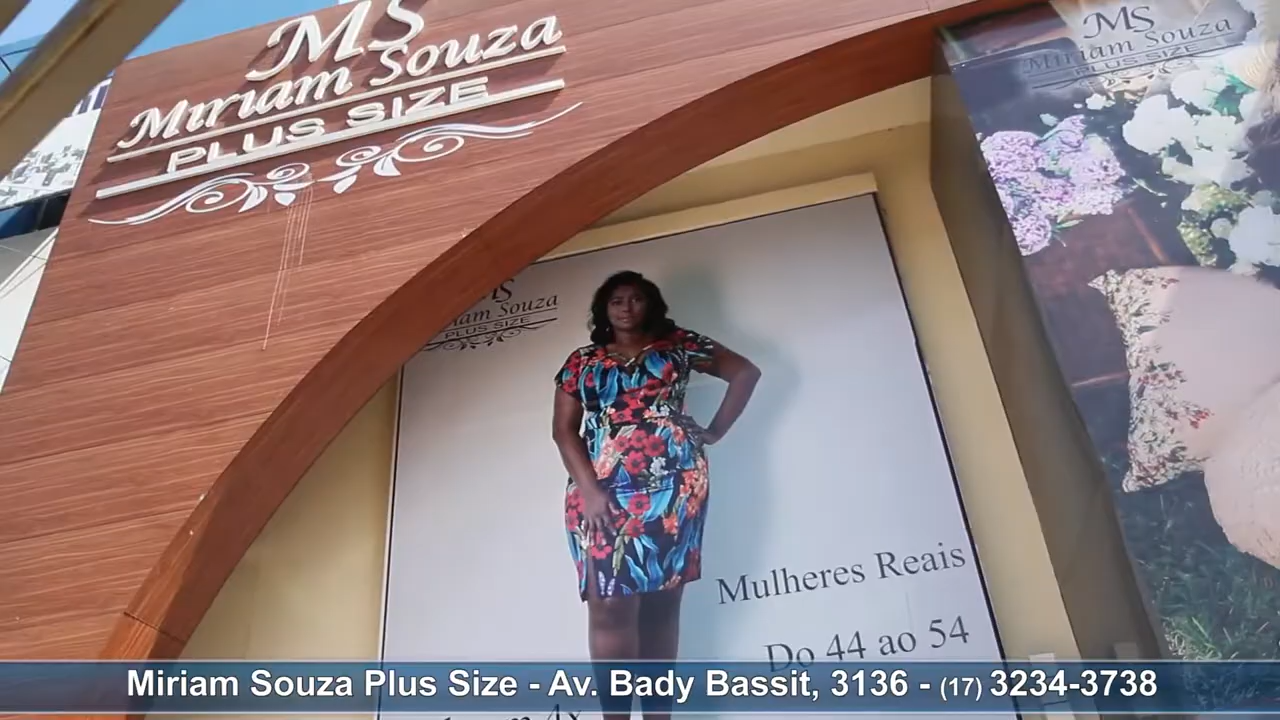 MS
Miriam Souza
PLUS SIZE
MS
Miriam Souza
PLUS SIZE
MS
Miriam Souza
PLUS SIZE
Mulheres Reais
Do 44 ao 54
Miriam Souza Plus Size - Av. Bady Bassit, 3136 - (17) 3234-3738